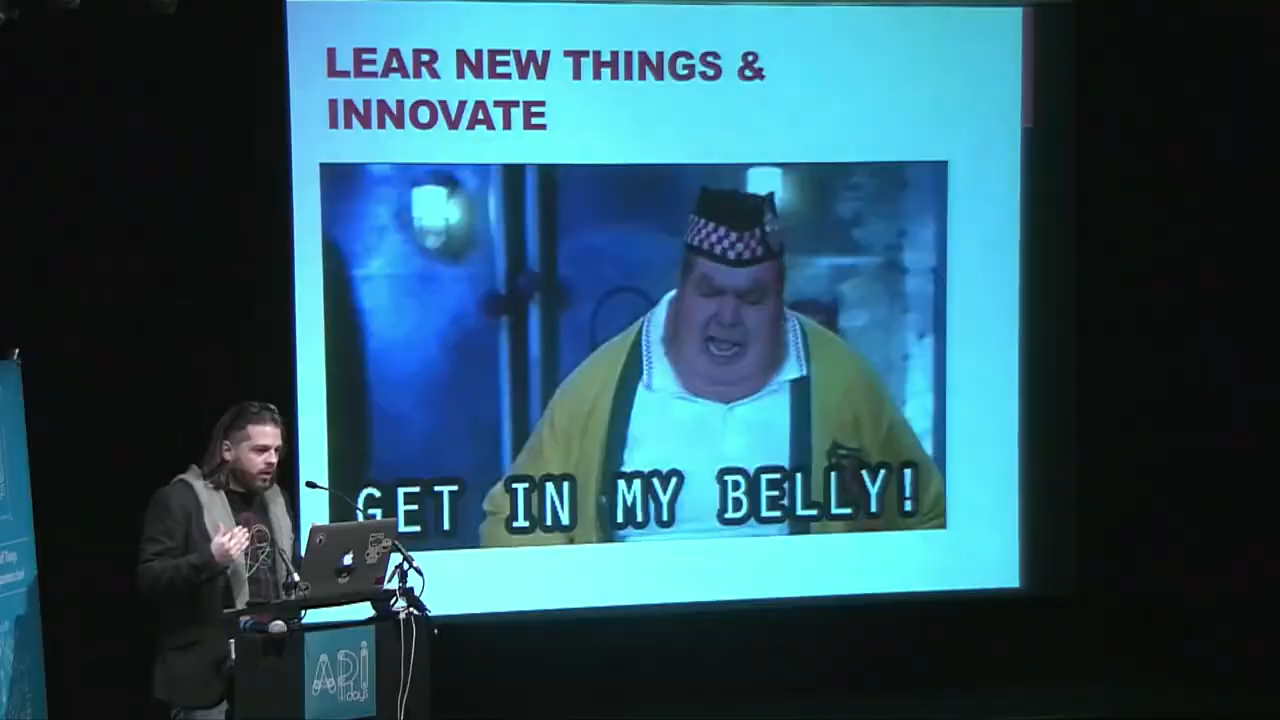 LEAR NEW THINGS &
INNOVATE
GET IN MY BELLY!
API
days